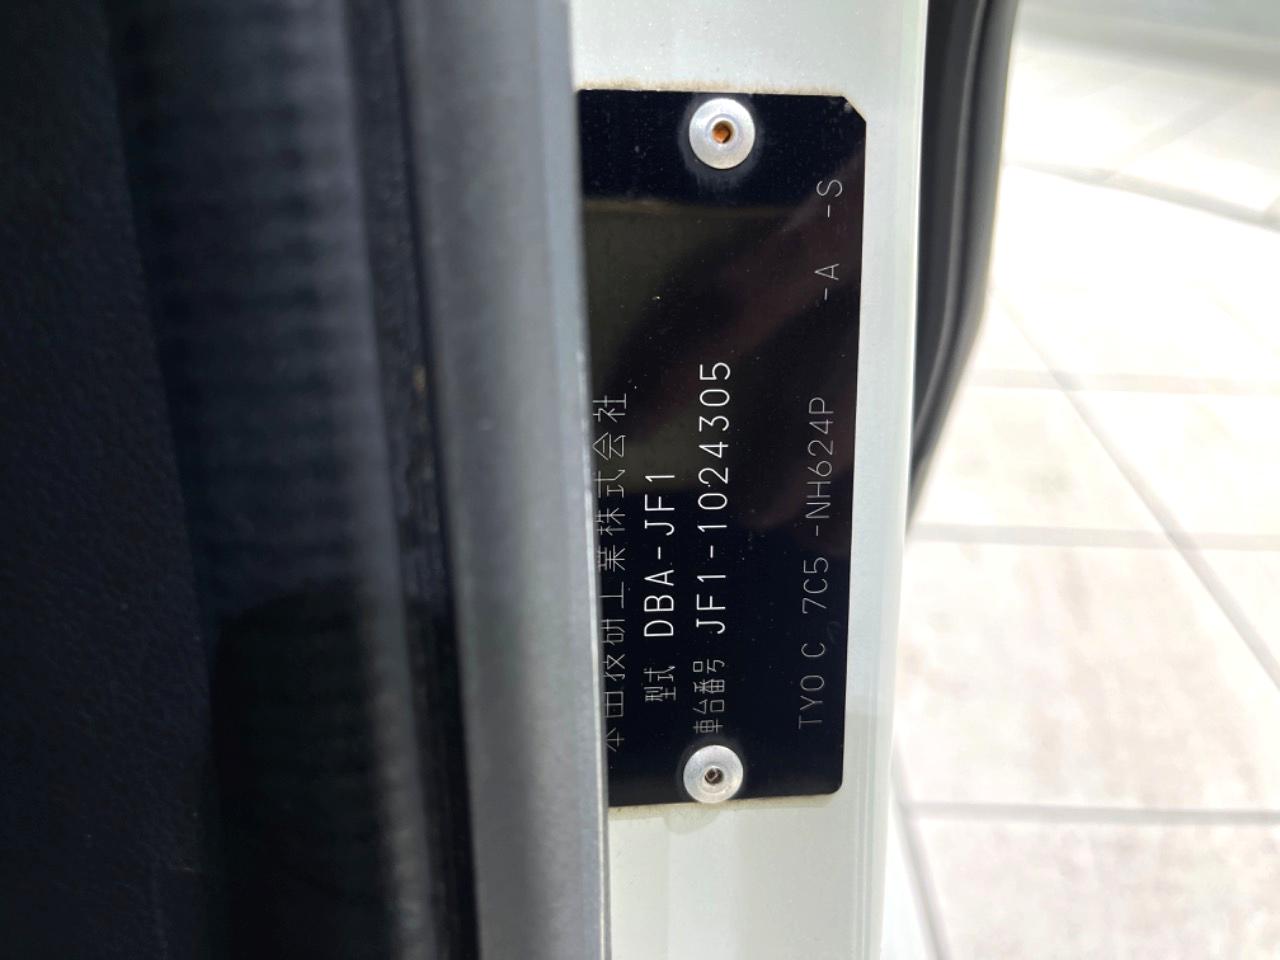 本田技研工業株式会社
型式 DBA-JF1
車台番号 JF1-1024305
TYO C 7C5 -NH624P -A -S